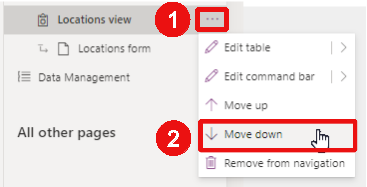 Locations view
1
...
Locations form
Edit table
Data Management
Edit command bar
Move up
All other pages
2
Move down
Remove from navigation